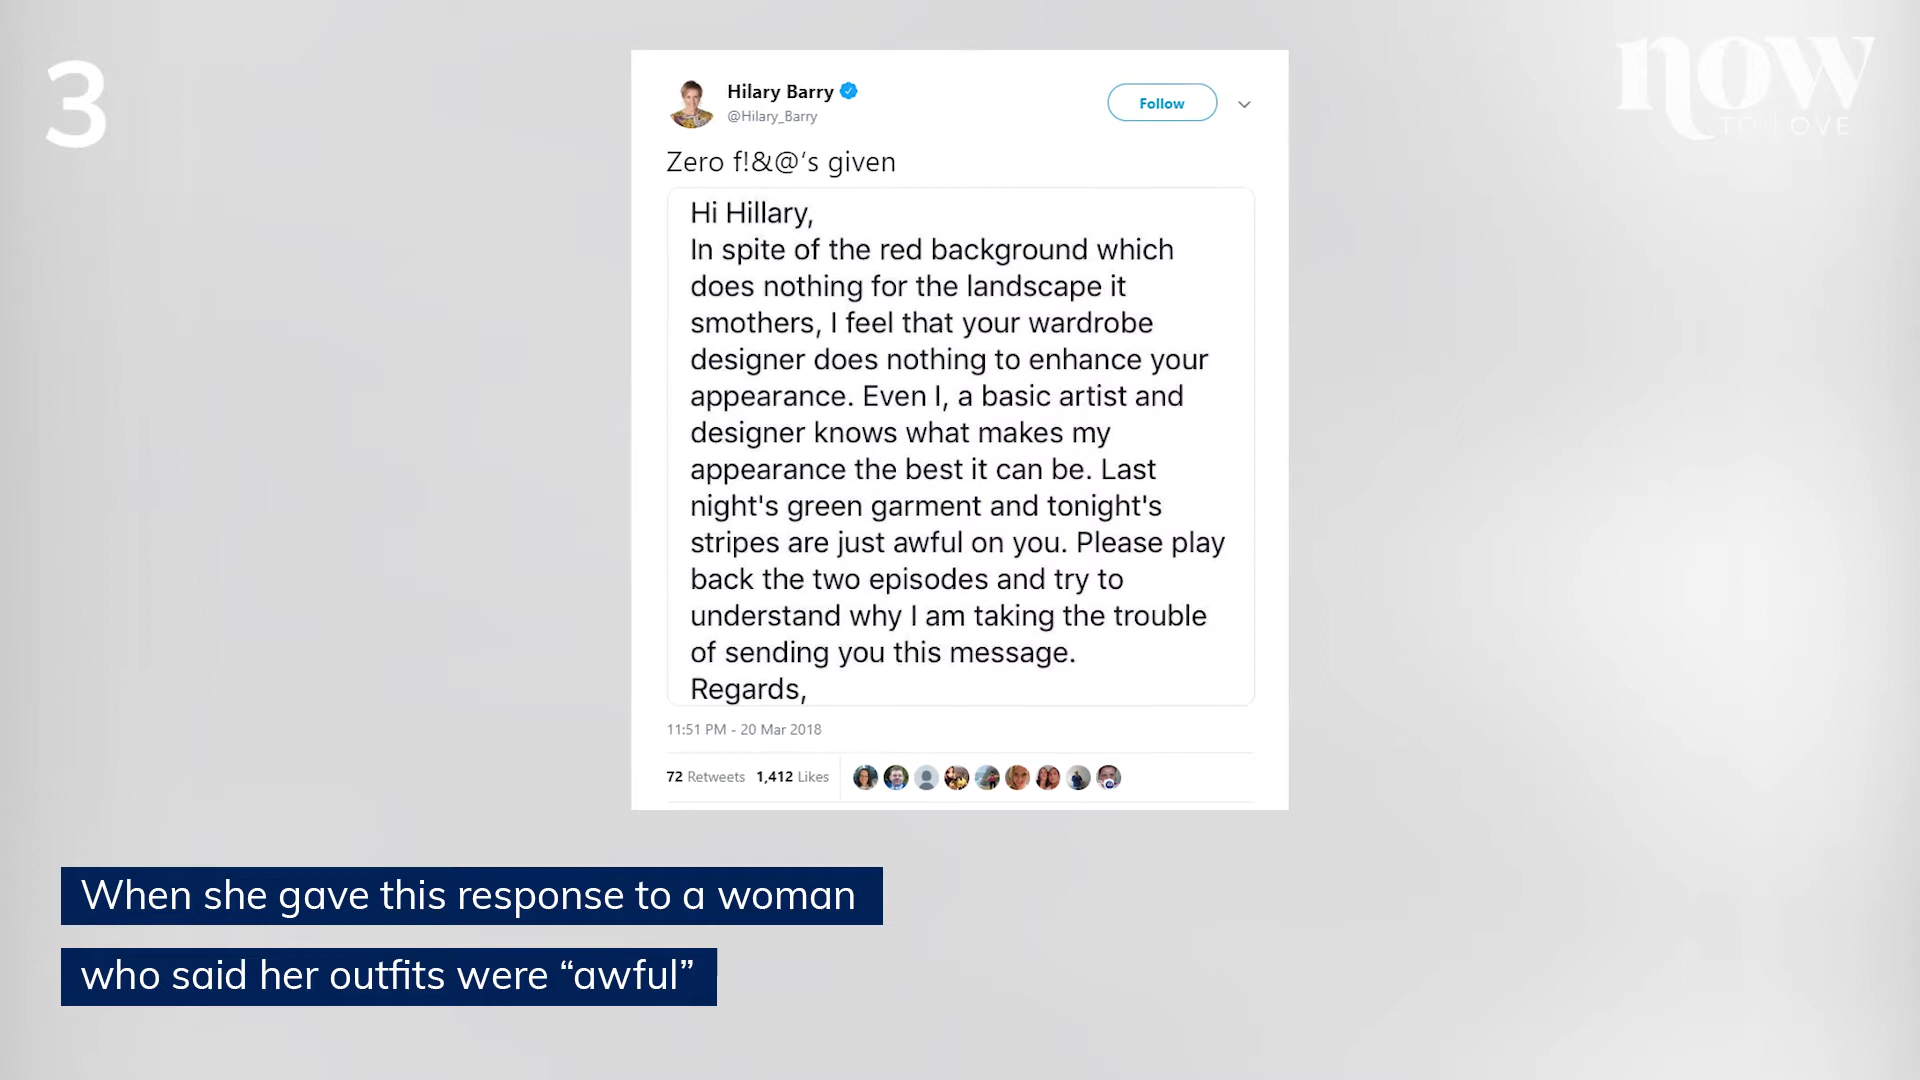 3
now
TO LOVE
Hilary Barry
@Hilary_Barry
Follow
Zero f!&@‘s given
Hi Hillary,
In spite of the red background which
does nothing for the landscape it
smothers, I feel that your wardrobe
designer does nothing to enhance your
appearance. Even I, a basic artist and
designer knows what makes my
appearance the best it can be. Last
night's green garment and tonight's
stripes are just awful on you. Please play
back the two episodes and try to
understand why I am taking the trouble
of sending you this message.
Regards,
11:51 PM - 20 Mar 2018
72 Retweets 1,412 Likes
When she gave this response to a woman
who said her outfits were “awful”